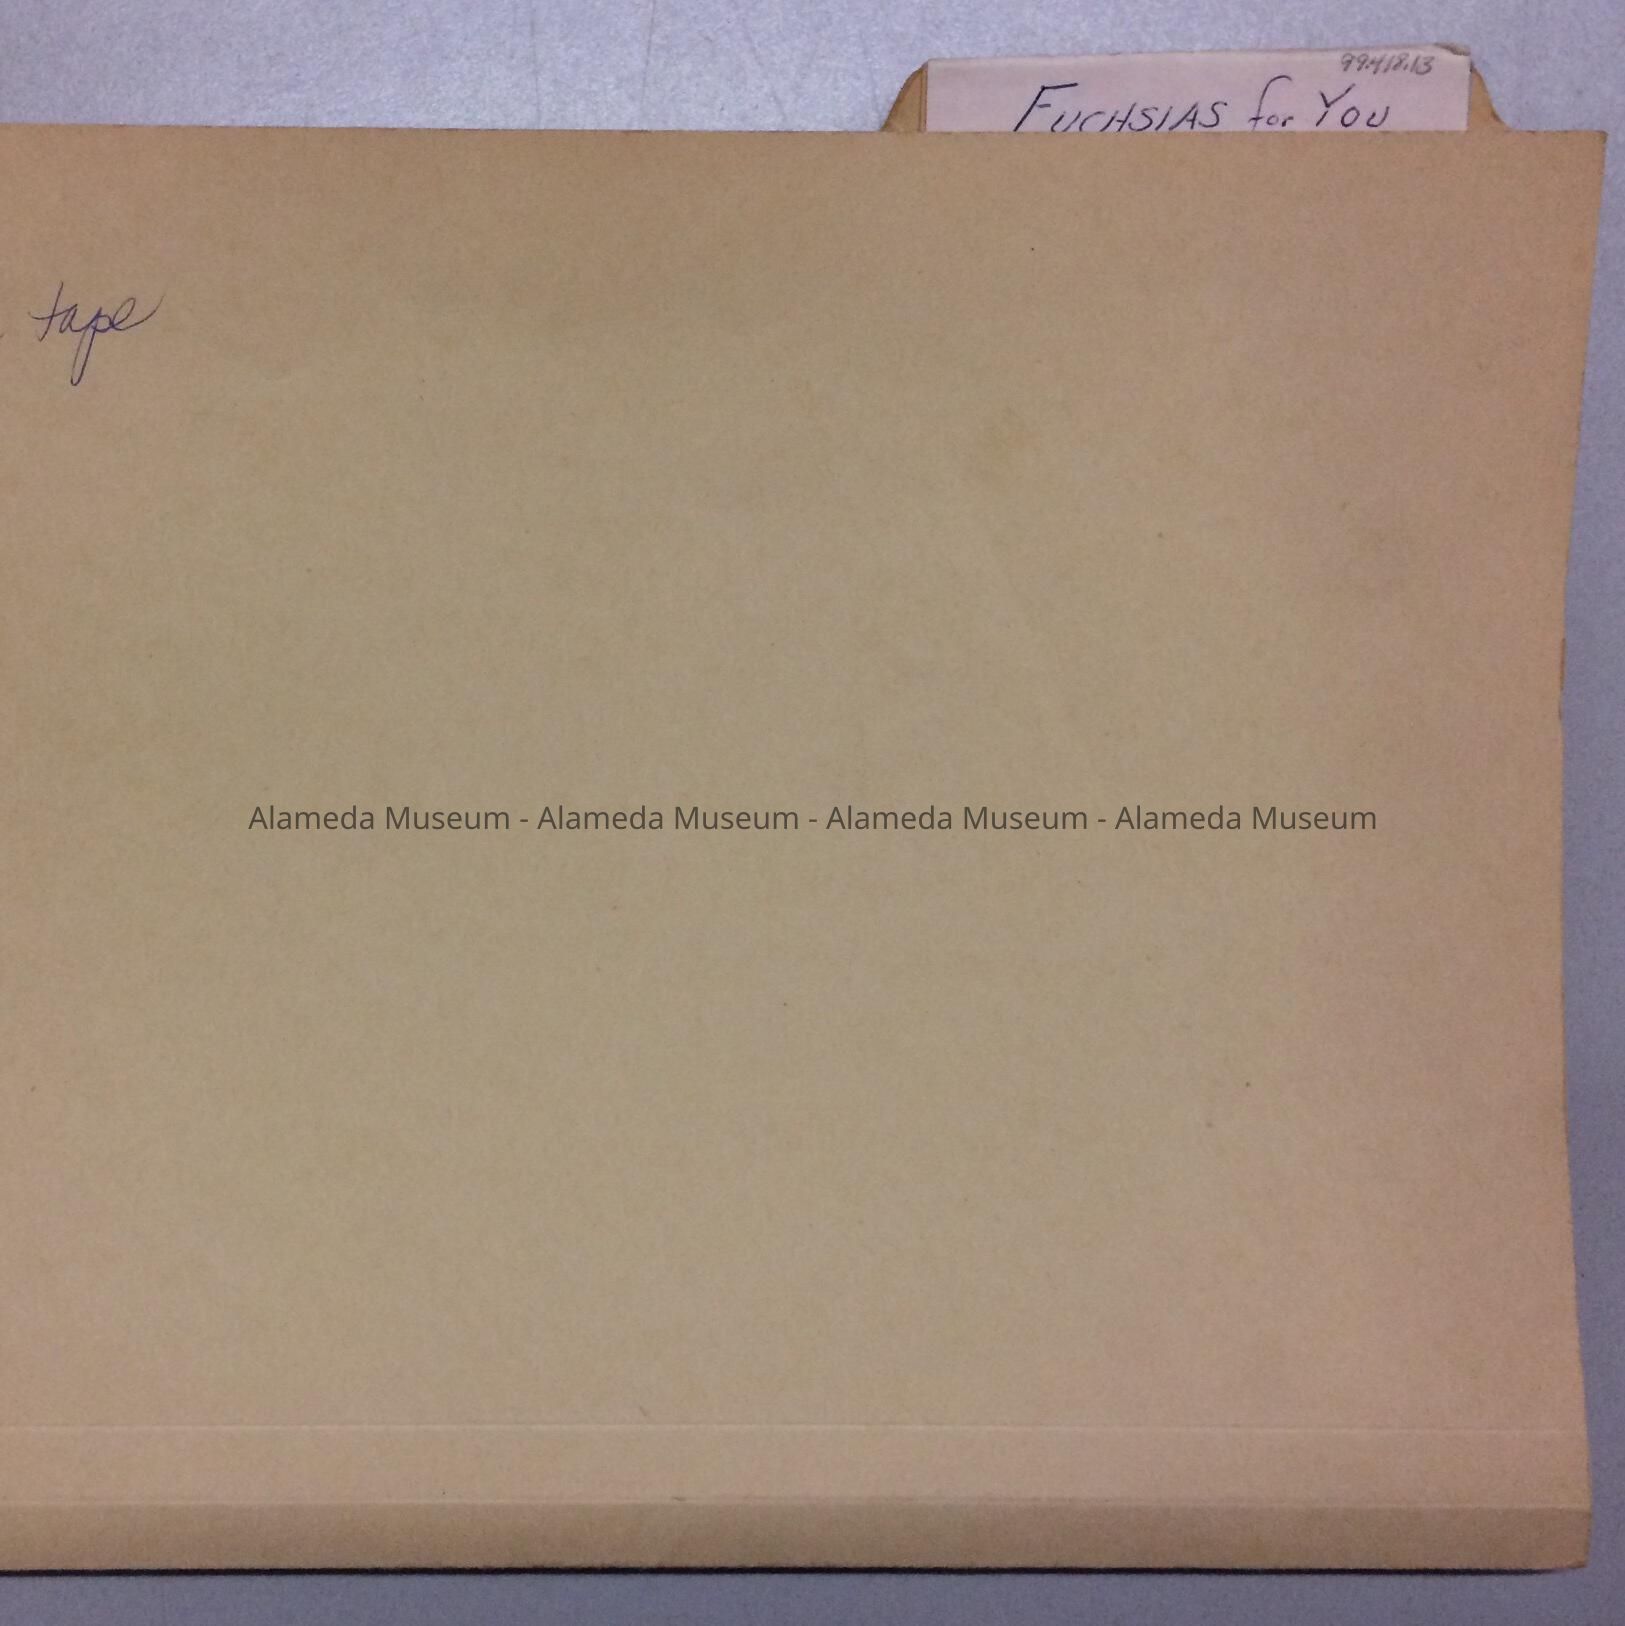 99.418.13
FUCHSIAS for YOU
tape
Alameda Museum - Alameda Museum - Alameda Museum - Alameda Museum